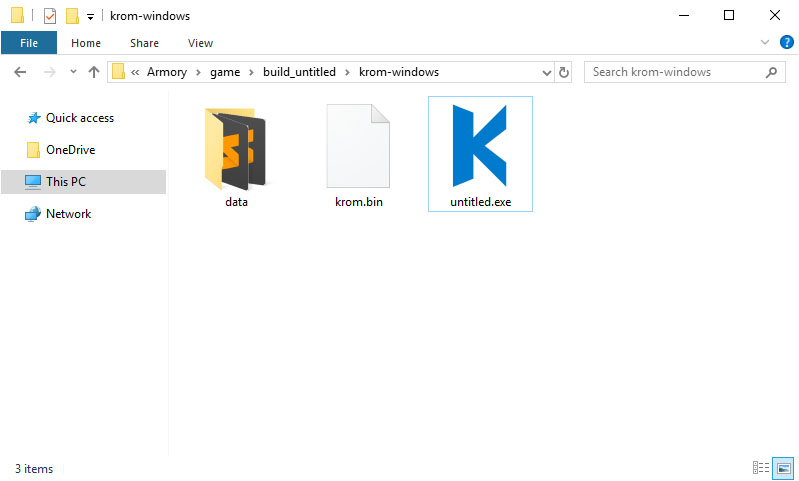 krom-windows
File Home Share View
« Armory > game > build_untitled > krom-windows
Search krom-windows
Quick access
OneDrive
This PC
Network
data
krom.bin
untitled.exe
3 items